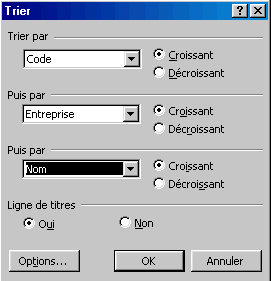 Trier
Trier par
Code
Croissant
Décroissant
Puis par
Entreprise
Croissant
Décroissant
Puis par
Nom
Croissant
Décroissant
Ligne de titres
Oui
Non
Options...
OK
Annuler